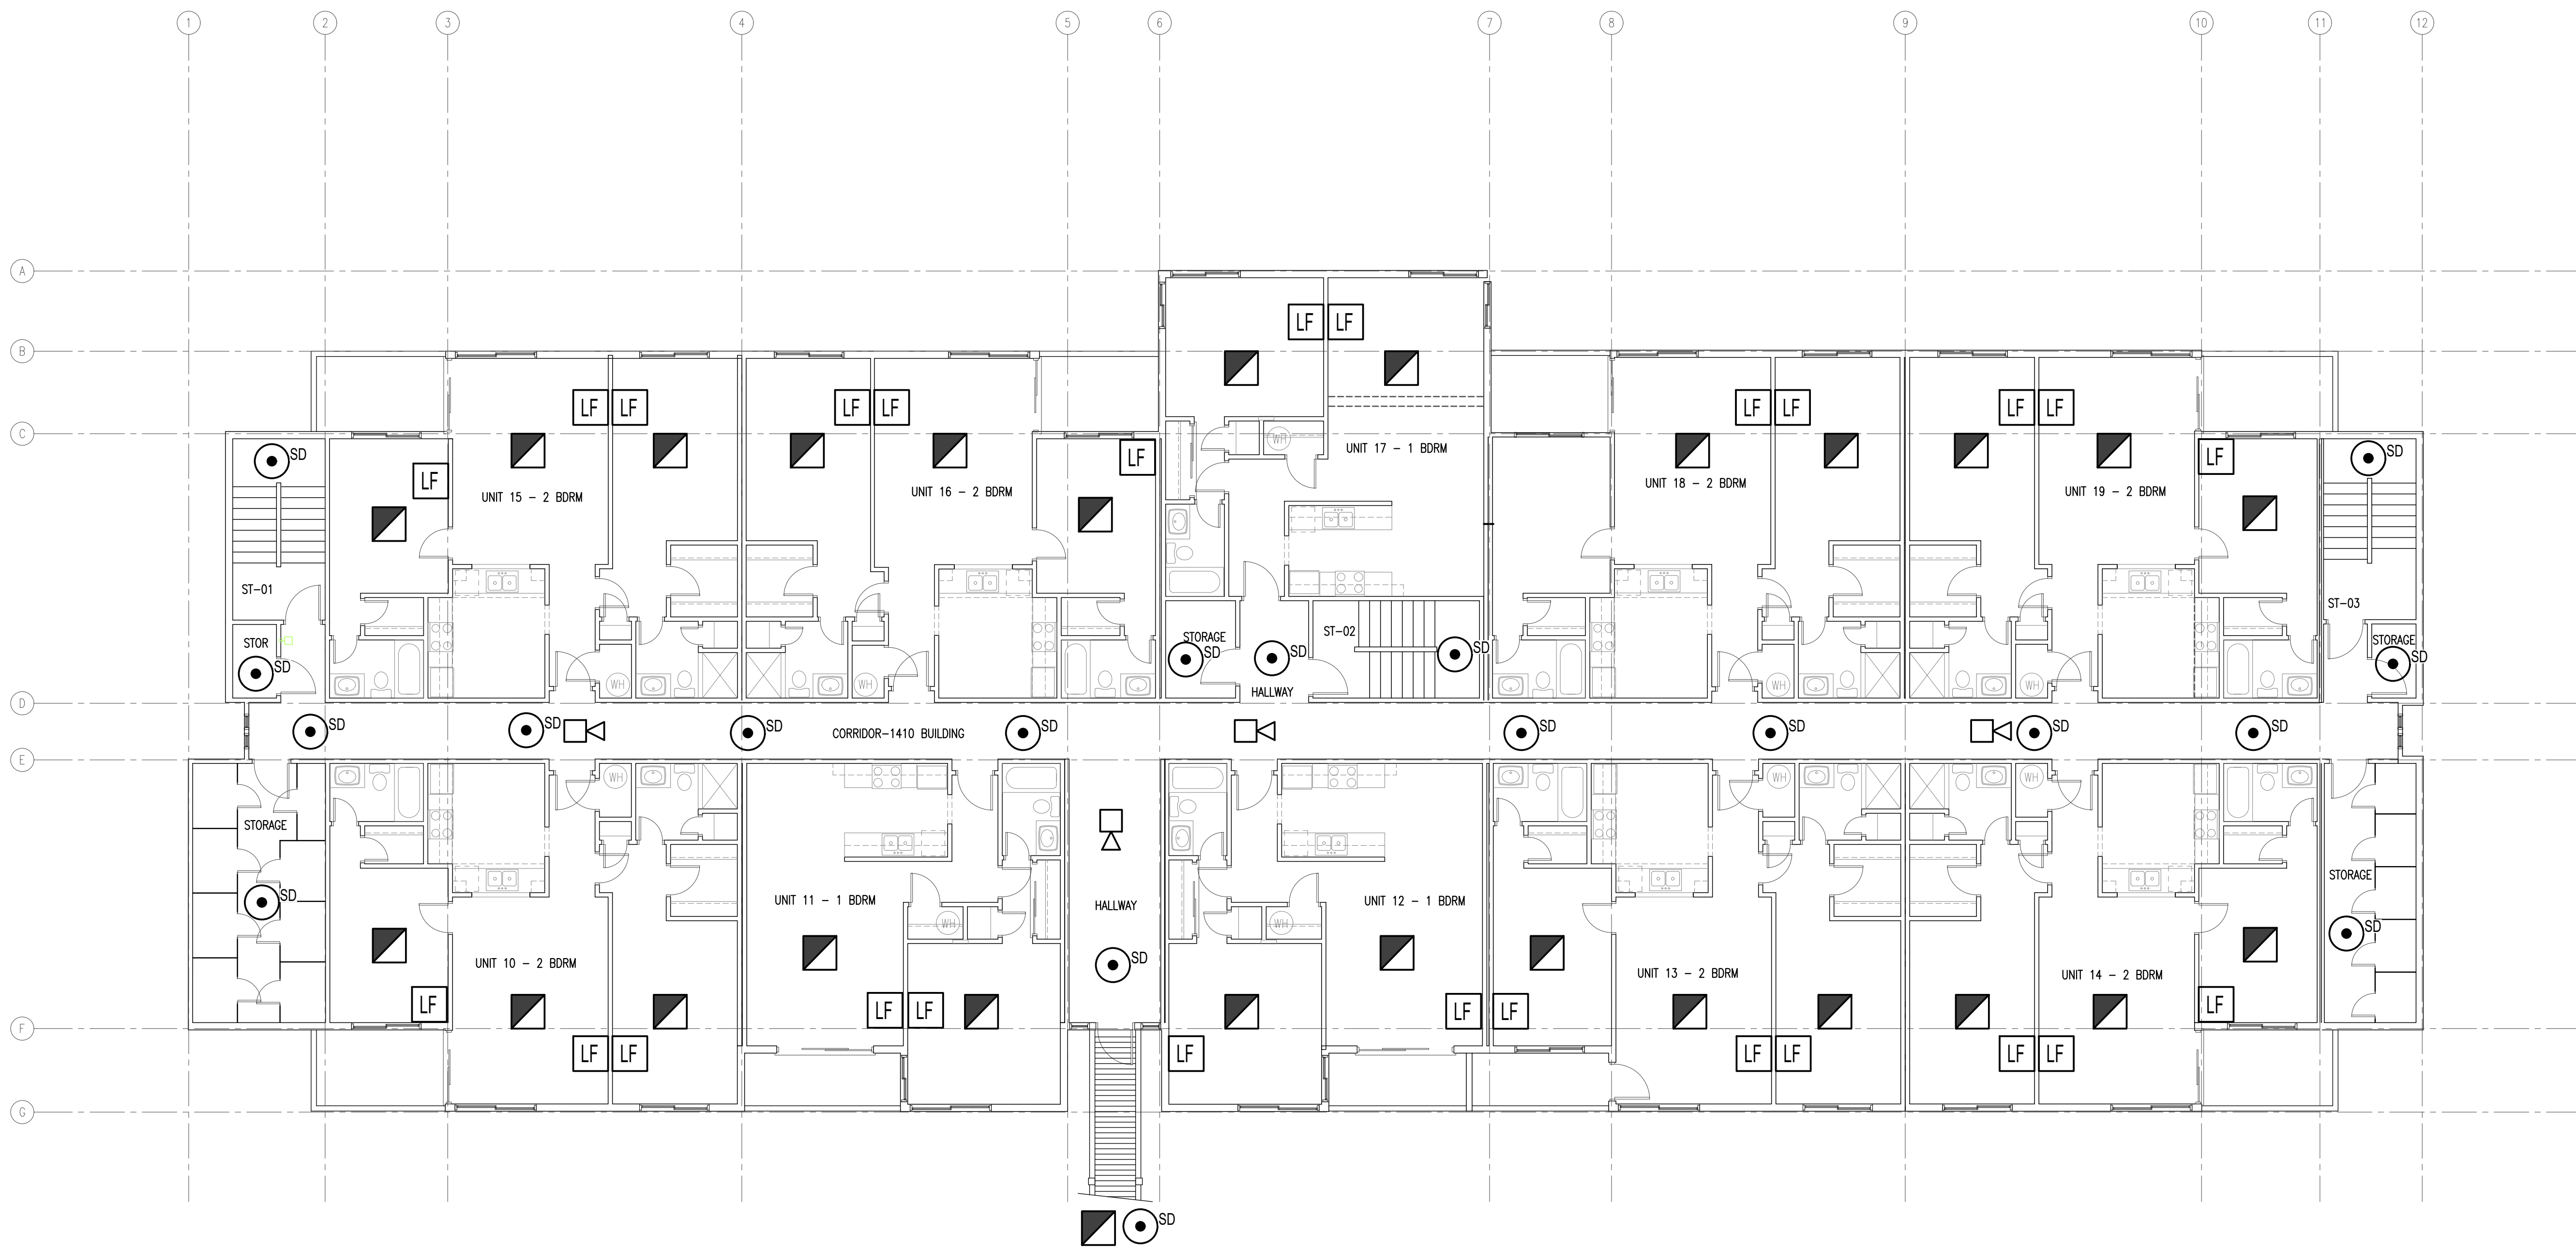 1 2 3 4 5 6 7 8 9 10 11 12
A
LF LF
B
LF LF LF LF LF LF LF LF
C
SD LF LF UNIT 17 - 1 BDRM WH LF SD
UNIT 15 - 2 BDRM UNIT 16 - 2 BDRM UNIT 18 - 2 BDRM UNIT 19 - 2 BDRM
ST-01 ST-03
STOR STORAGE ST-02 STORAGE
SD SD SD SD SD
WH WH WH WH
D HALLWAY
SD SD SD SD SD SD SD SD
CORRIDOR-1410 BUILDING
E
WH WH WH
STORAGE STORAGE
SD UNIT 11 - 1 BDRM HALLWAY UNIT 12 - 1 BDRM SD
WH WH
UNIT 10 - 2 BDRM SD UNIT 13 - 2 BDRM UNIT 14 - 2 BDRM
LF LF LF LF LF LF
F
LF LF LF LF LF LF LF
G
SD